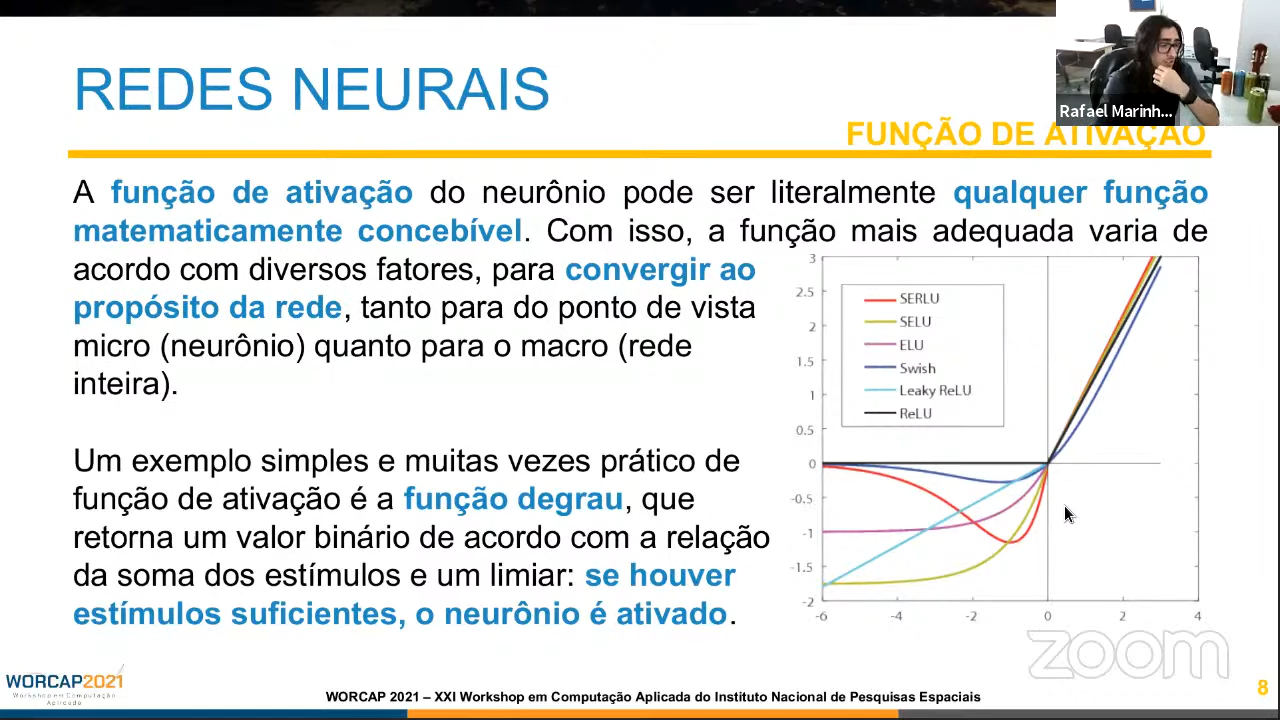 REDES NEURAIS
Rafael Marinh...
FUNÇÃO DE ATIVAÇÃO
A função de ativação do neurônio pode ser literalmente qualquer função
matematicamente concebível. Com isso, a função mais adequada varia de
acordo com diversos fatores, para convergir ao
propósito da rede, tanto para do ponto de vista
micro (neurônio) quanto para o macro (rede
inteira).
Um exemplo simples e muitas vezes prático de
função de ativação é a função degrau, que
retorna um valor binário de acordo com a relação
da soma dos estímulos e um limiar: se houver
estímulos suficientes, o neurônio é ativado.
3
2.5
2
1.5
1
0.5
0
-0.5
-1
-1.5
-2
-6 -4 -2 0 2 4
SERLU
SELU
ELU
Swish
Leaky ReLU
ReLU
zoom
WORCAP2021
Workshop em Computação
Aplicada
WORCAP 2021 – XXI Workshop en Computação Aplicada do Instituto Nacional de Pesquisas Espaciais
8